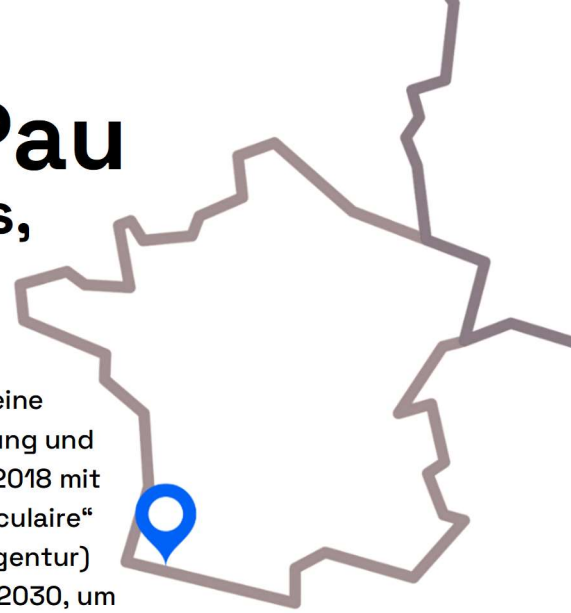 Pau
s,
eine
ung und
2018 mit
culaire“
gentur)
2030, um